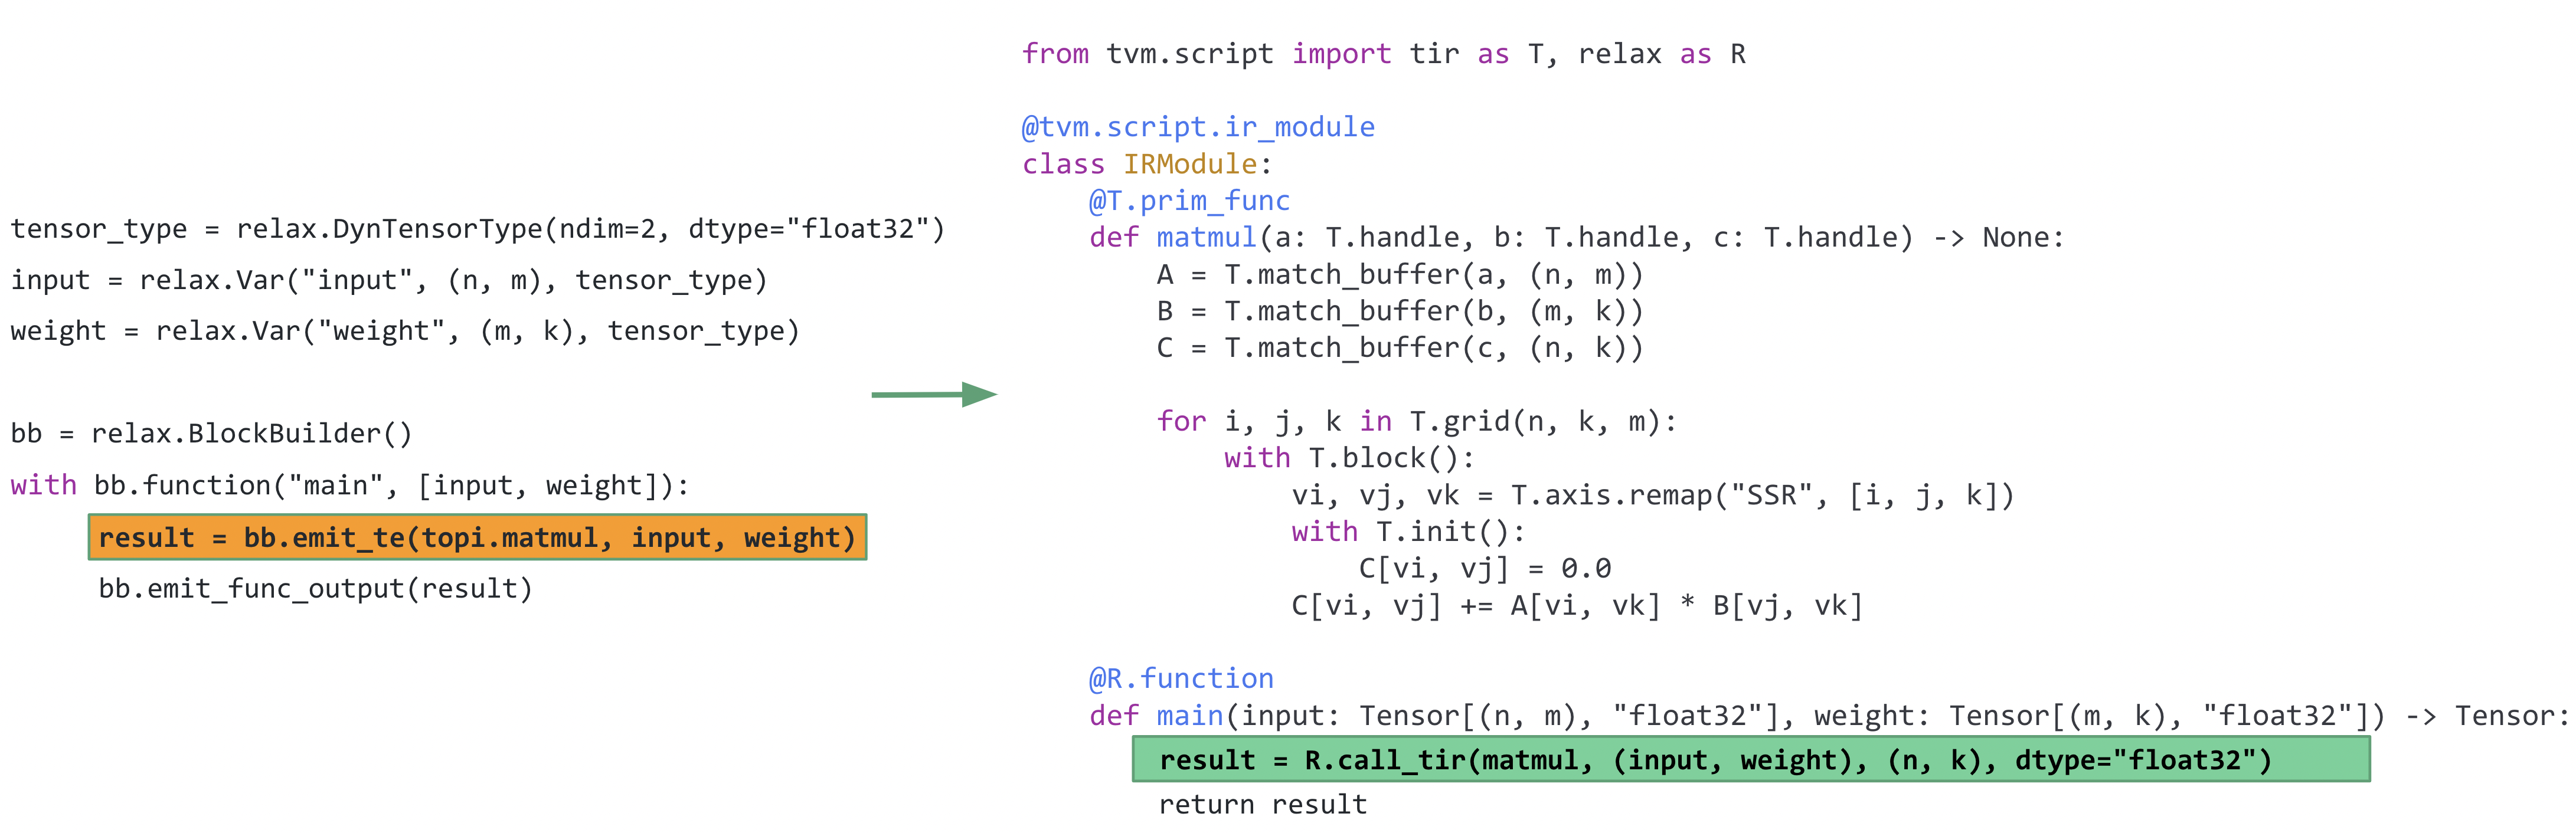 tensor_type = relax.DynTensorType(ndim=2, dtype="float32")
input = relax.Var("input", (n, m), tensor_type)
weight = relax.Var("weight", (m, k), tensor_type)
bb = relax.BlockBuilder()
with bb.function("main", [input, weight]):
result = bb.emit_te(topi.matmul, input, weight)
bb.emit_func_output(result)
from tvm.script import tir as T, relax as R
@tvm.script.ir_module
class IRModule:
@T.prim_func
def matmul(a: T.handle, b: T.handle, c: T.handle) -> None:
A = T.match_buffer(a, (n, m))
B = T.match_buffer(b, (m, k))
C = T.match_buffer(c, (n, k))
for i, j, k in T.grid(n, k, m):
with T.block():
vi, vj, vk = T.axis.remap("SSR", [i, j, k])
with T.init():
C[vi, vj] = 0.0
C[vi, vj] += A[vi, vk] * B[vj, vk]
@R.function
def main(input: Tensor[(n, m), "float32"], weight: Tensor[(m, k), "float32"]) -> Tensor:
result = R.call_tir(matmul, (input, weight), (n, k), dtype="float32")
return result